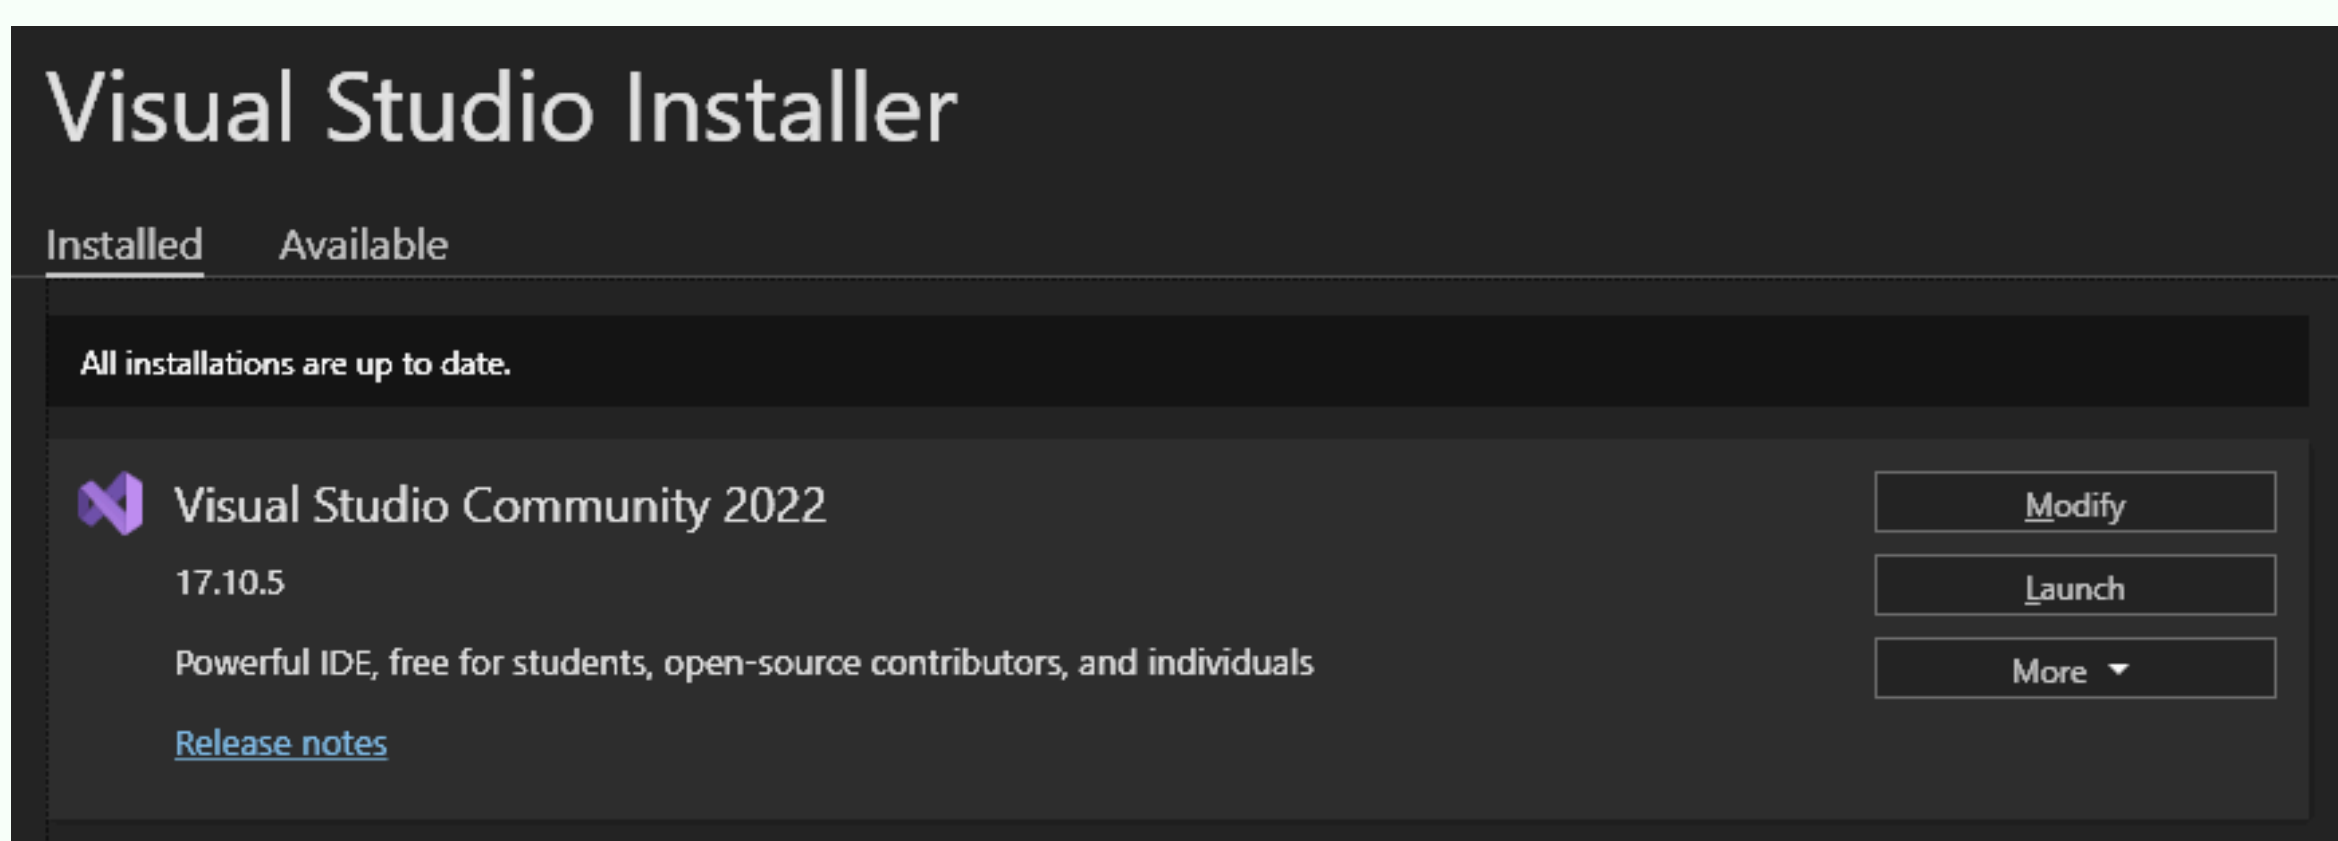 Visual Studio Installer
Installed Available
All installations are up to date.
Visual Studio Community 2022
17.10.5
Powerful IDE, free for students, open-source contributors, and individuals
Release notes
Modify
Launch
More